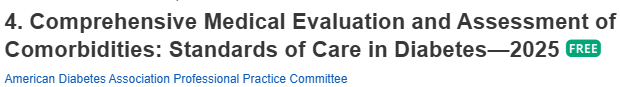 4. Comprehensive Medical Evaluation and Assessment of
Comorbidities: Standards of Care in Diabetes—2025 FREE
American Diabetes Association Professional Practice Committee